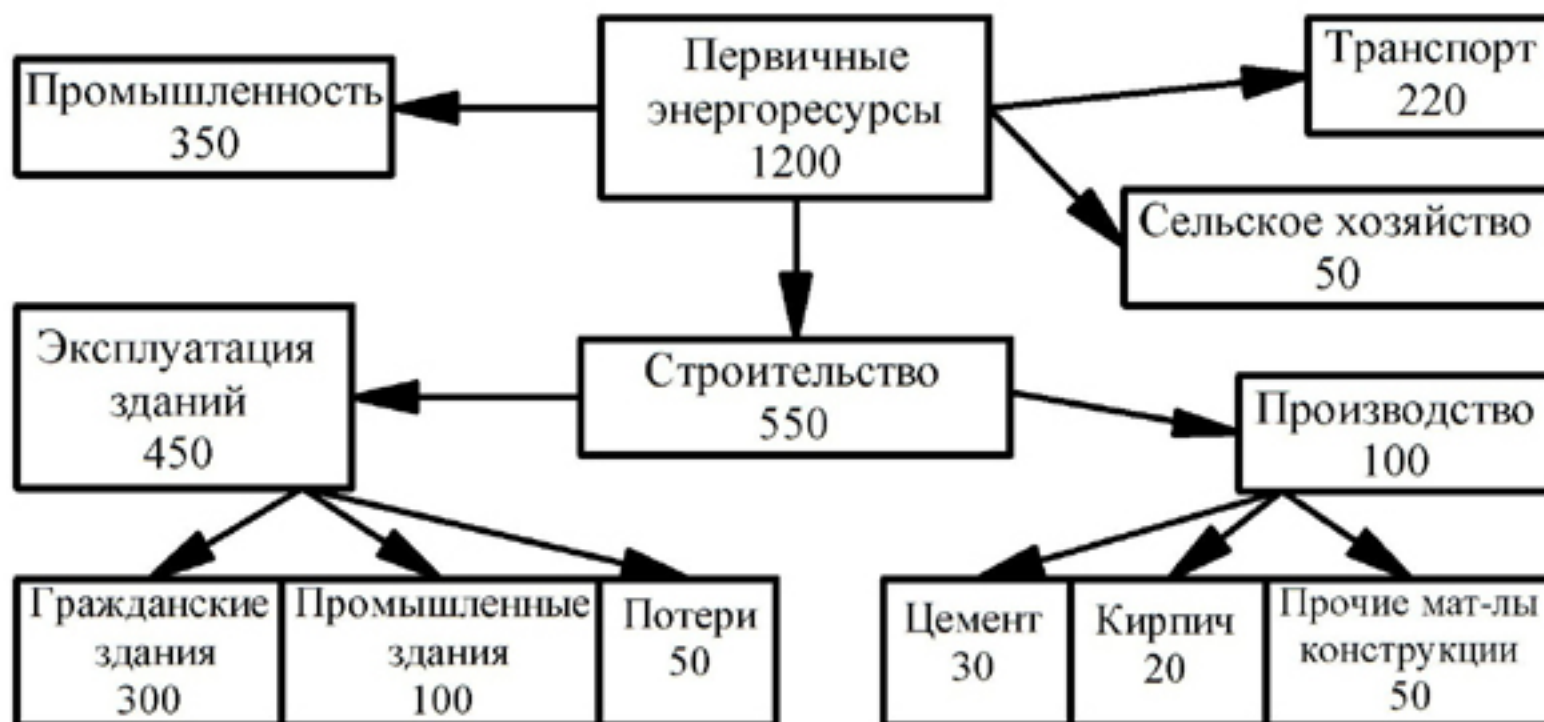 Первичные
энергоресурсы
1200
Промышленность
350
Транспорт
220
Сельское хозяйство
50
Строительство
550
Эксплуатация
зданий
450
Производство
100
Гражданские
здания
300
Промышленные
здания
100
Потери
50
Цемент
30
Кирпич
20
Прочие мат-лы
конструкции
50